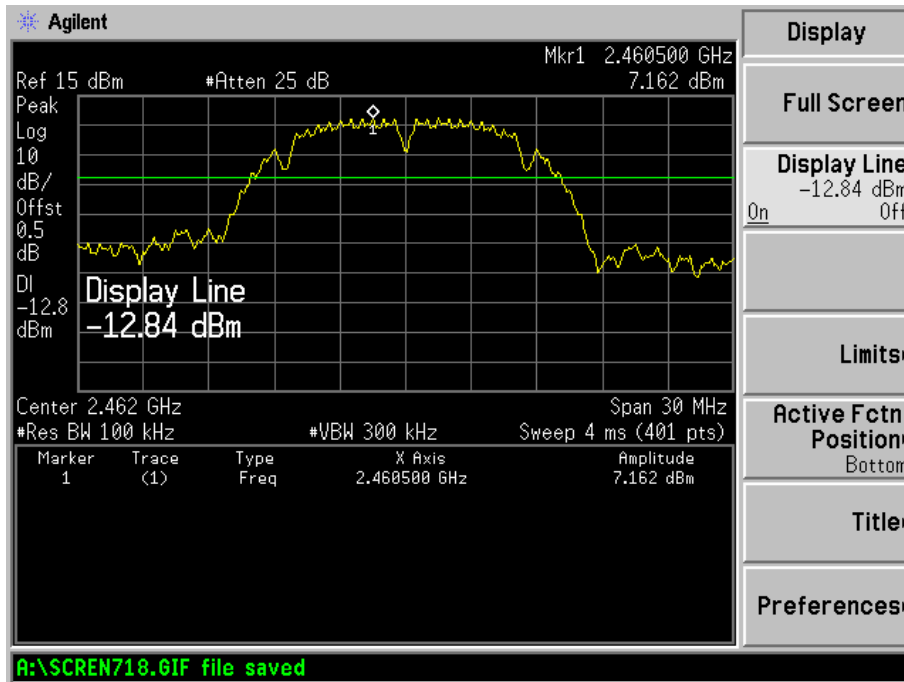 Agilent
Display
Mkr1 2.460500 GHz
Ref 15 dBm #Atten 25 dB 7.162 dBm
Peak
Log
10
dB/
Offst
0.5
dB
DI
-12.8
dBm
1
Display Line
-12.84 dBm
Center 2.462 GHz Span 30 MHz
#Res BW 100 kHz #VBW 300 kHz Sweep 4 ms (401 pts)
Marker Trace Type X Axis Amplitude
1 (1) Freq 2.460500 GHz 7.162 dBm
Full Screen
Display Line
-12.84 dBm
On Off
Limits
Active Fctn
Position
Bottom
Title
Preferences
A:\SCREN718.GIF file saved